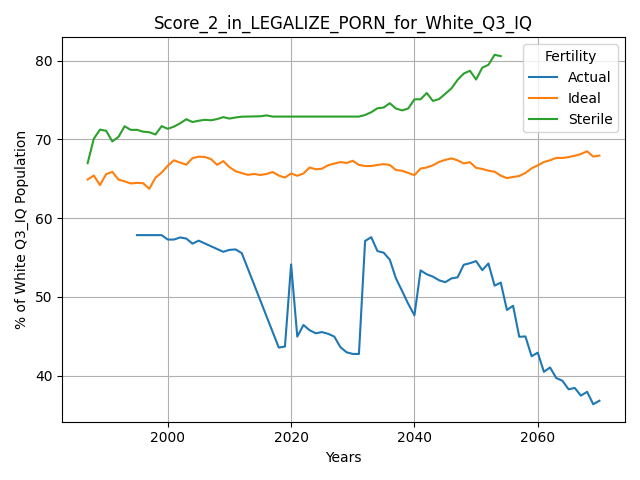 Score_2_in_LEGALIZE_PORN_for_White_Q3_IQ
% of White Q3_IQ Population
80
70
60
50
40
Fertility
Actual
Ideal
Sterile
2000 2020 2040 2060
Years